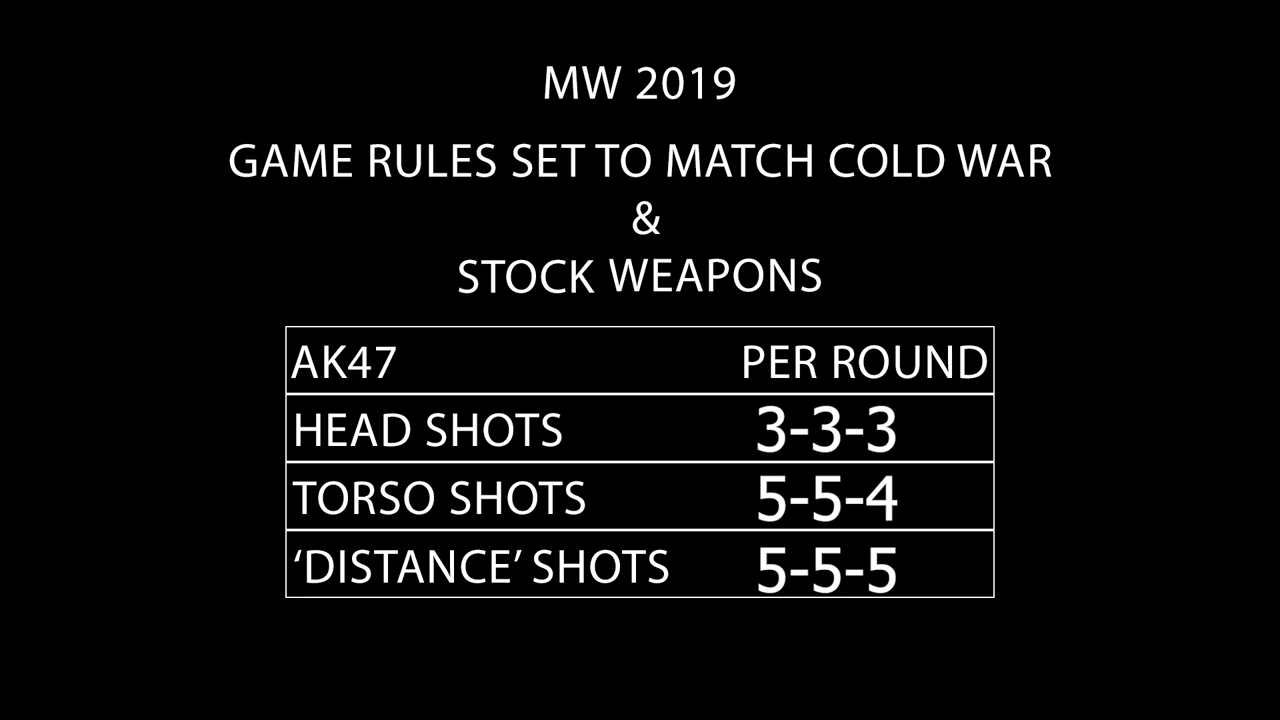 MW 2019
GAME RULES SET TO MATCH COLD WAR
&
STOCK WEAPONS
AK47 PER ROUND
HEAD SHOTS 3-3-3
TORSO SHOTS 5-5-4
‘DISTANCE’ SHOTS 5-5-5